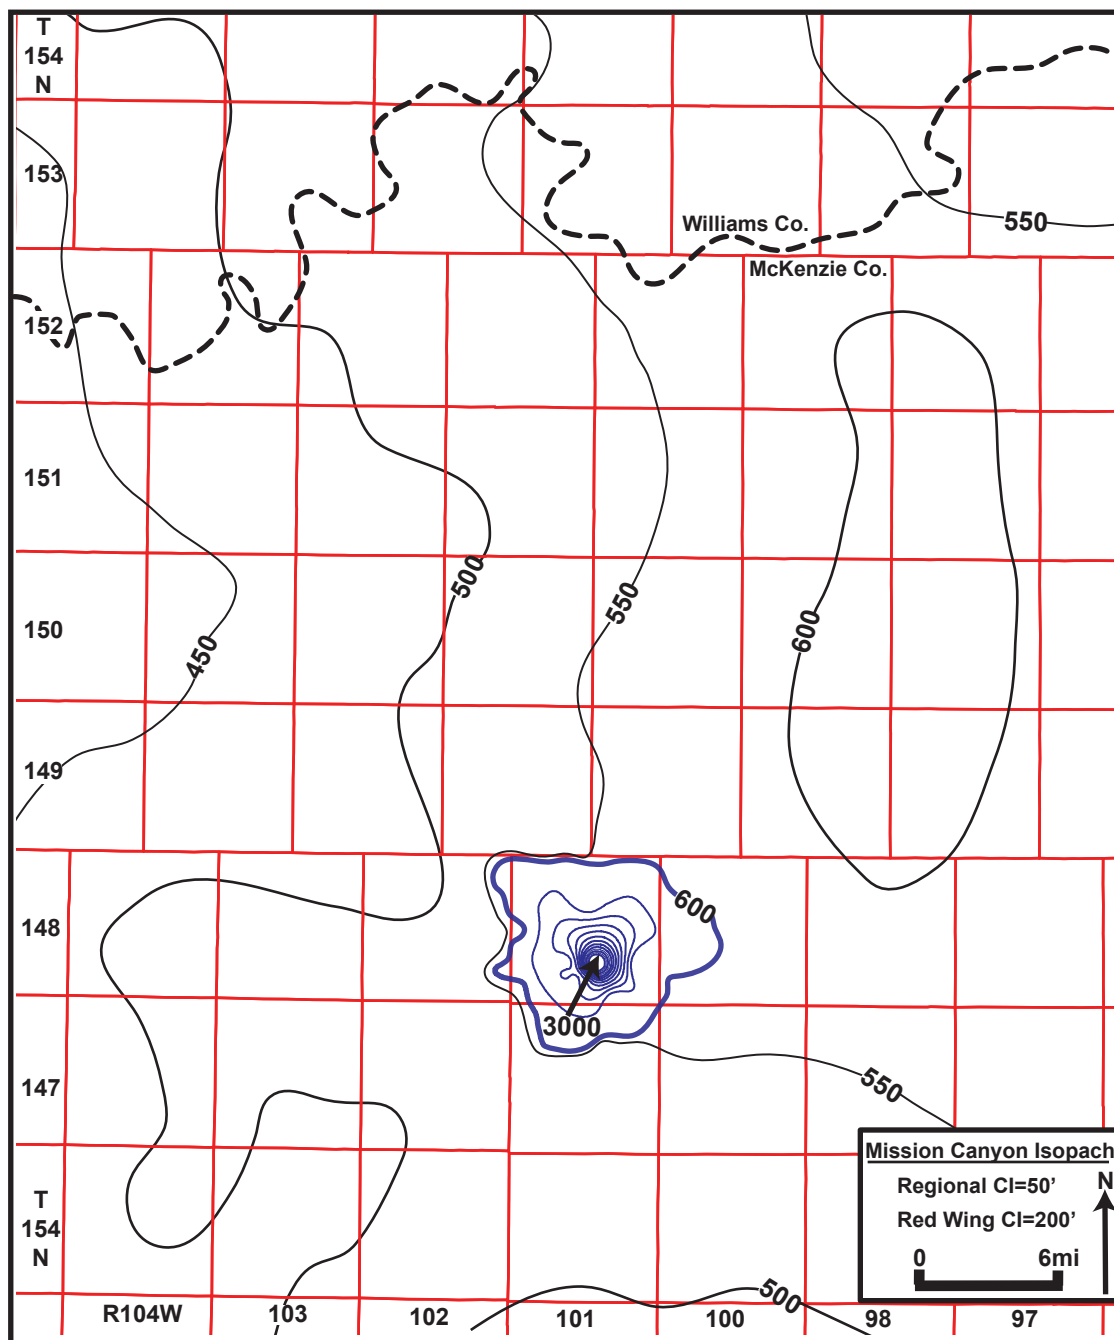 T
154
N
153
Williams Co.
550
McKenzie Co.
152
151
500
550
150
600
450
149
600
148
3000
550
147
Mission Canyon Isopach
Regional CI=50’
N
Red Wing CI=200’
T
154
N
0 6mi
500
R104W 103 102 101 100 98 97